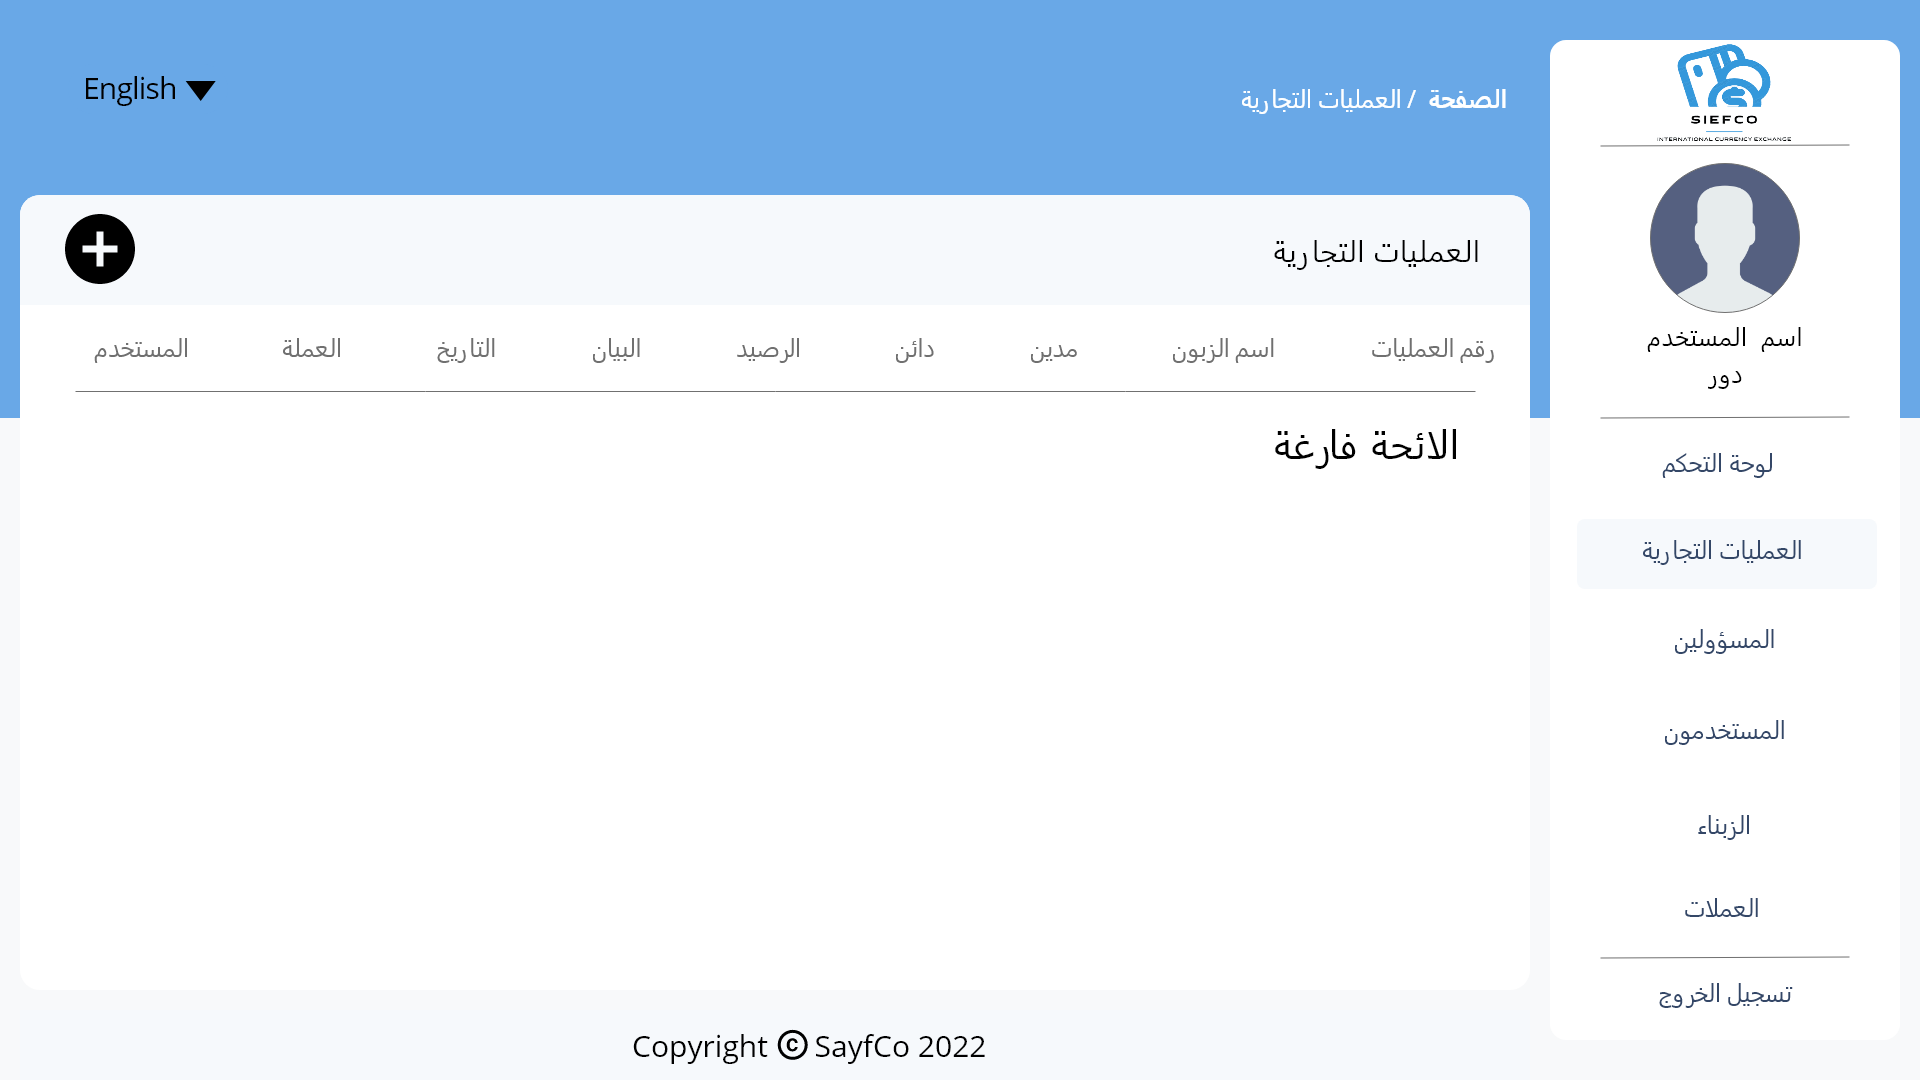 English
الصفحة / العمليات التجارية
SIEFCO
INTERNATIONAL CURRENCY EXCHANGE
اسم المستخدم
دور
لوحة التحكم
العمليات التجارية
المسؤولين
المستخدمون
الزبناء
العملات
تسجيل الخروج
العمليات التجارية
رقم العمليات اسم الزبون مدين دائن الرصيد البيان التاريخ العملة المستخدم
الائحة فارغة
Copyright © SayfCo 2022